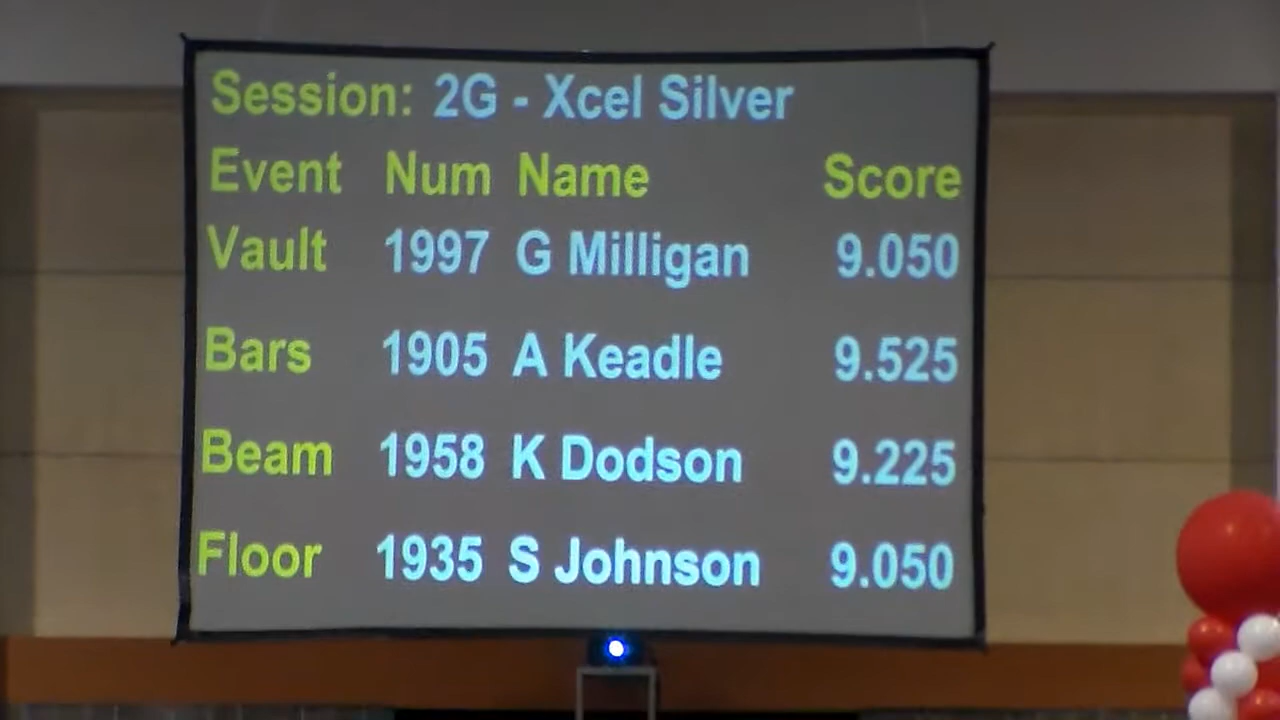 Session: 2G - Xcel Silver
Event Num Name Score
Vault 1997 G Milligan 9.050
Bars 1905 A Keadle 9.525
Beam 1958 K Dodson 9.225
Floor 1935 S Johnson 9.050